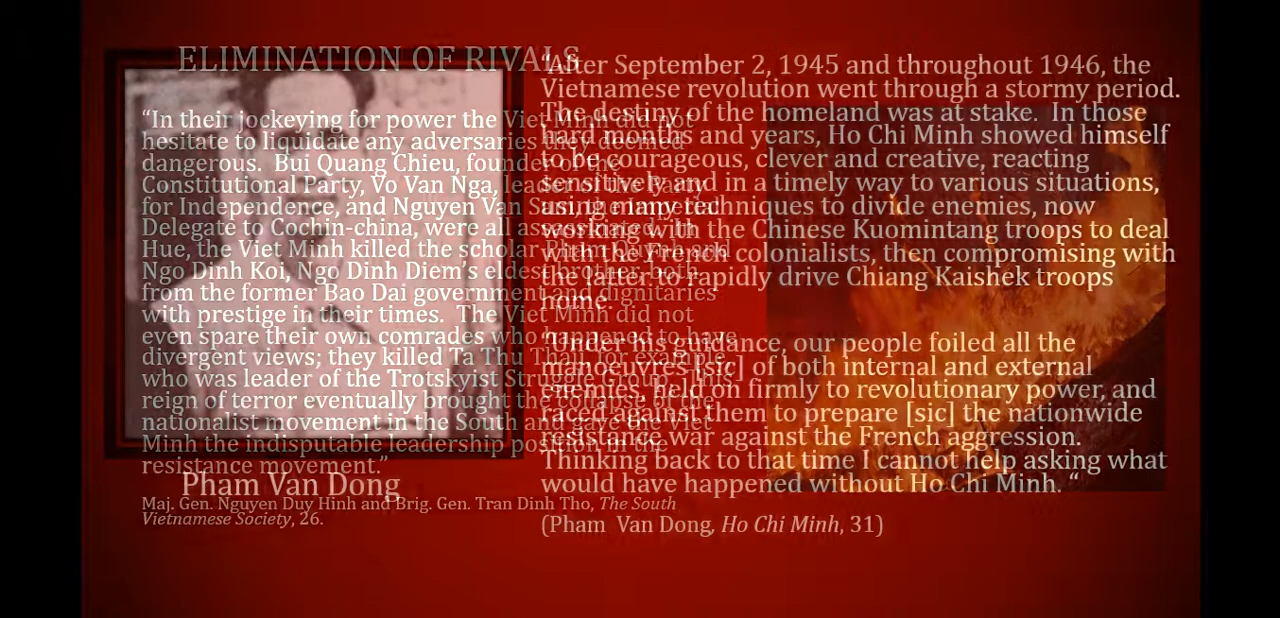 ELIMINATION OF RIVALS
“In their jockeying for power the Viet Minh did not
hesitate to liquidate any adversaries they deemed
dangerous.  Bui Quang Chieu, founder of the
Constitutional Party, Vo Van Nga, leader of the Party
for Independence, and Nguyen Van
Delegate to Cochin-china, were all assassinated. In
Hue, the Viet Minh killed the scholar Pham Quynh and
Ngo Dinh Koi, Ngo Dinh Diem’s eldest brother, both
from the former Bao Dai government and dignitaries
with prestige in their times.  The Viet Minh did not
even spare their own comrades who happened to have
divergent views; they killed Ta Thu Thau, for example,
who was leader of the Trotskyist Struggle Group.  This
reign of terror eventually brought the collapse of the
nationalist movement in the South and gave the Viet
Minh the indisputable leadership position in the
resistance movement.”
Maj. Gen. Nguyen Duy Hinh and Brig. Gen. Tran Dinh Tho, The South
Vietnamese Society, 26.
Pham Van Dong
“After September 2, 1945 and throughout 1946, the
Vietnamese revolution went through a stormy period.
The destiny of the homeland was at stake.  In those
hard months and years, Ho Chi Minh showed himself
to be courageous, clever and creative, reacting
sensitively and in a timely way to various situations,
using many techniques to divide enemies, now
working with the Chinese Kuomintang troops to deal
with the French colonialists, then compromising with
the latter to rapidly drive Chiang Kaishek troops
home.
“Under his guidance, our people foiled all the
manoeuvres [sic] of both internal and external
enemies, held on firmly to revolutionary power, and
raced against them to prepare [sic] the nationwide
resistance war against the French aggression.
Thinking back to that time I cannot help asking what
would have happened without Ho Chi Minh. “
(Pham  Van Dong, Ho Chi Minh, 31)